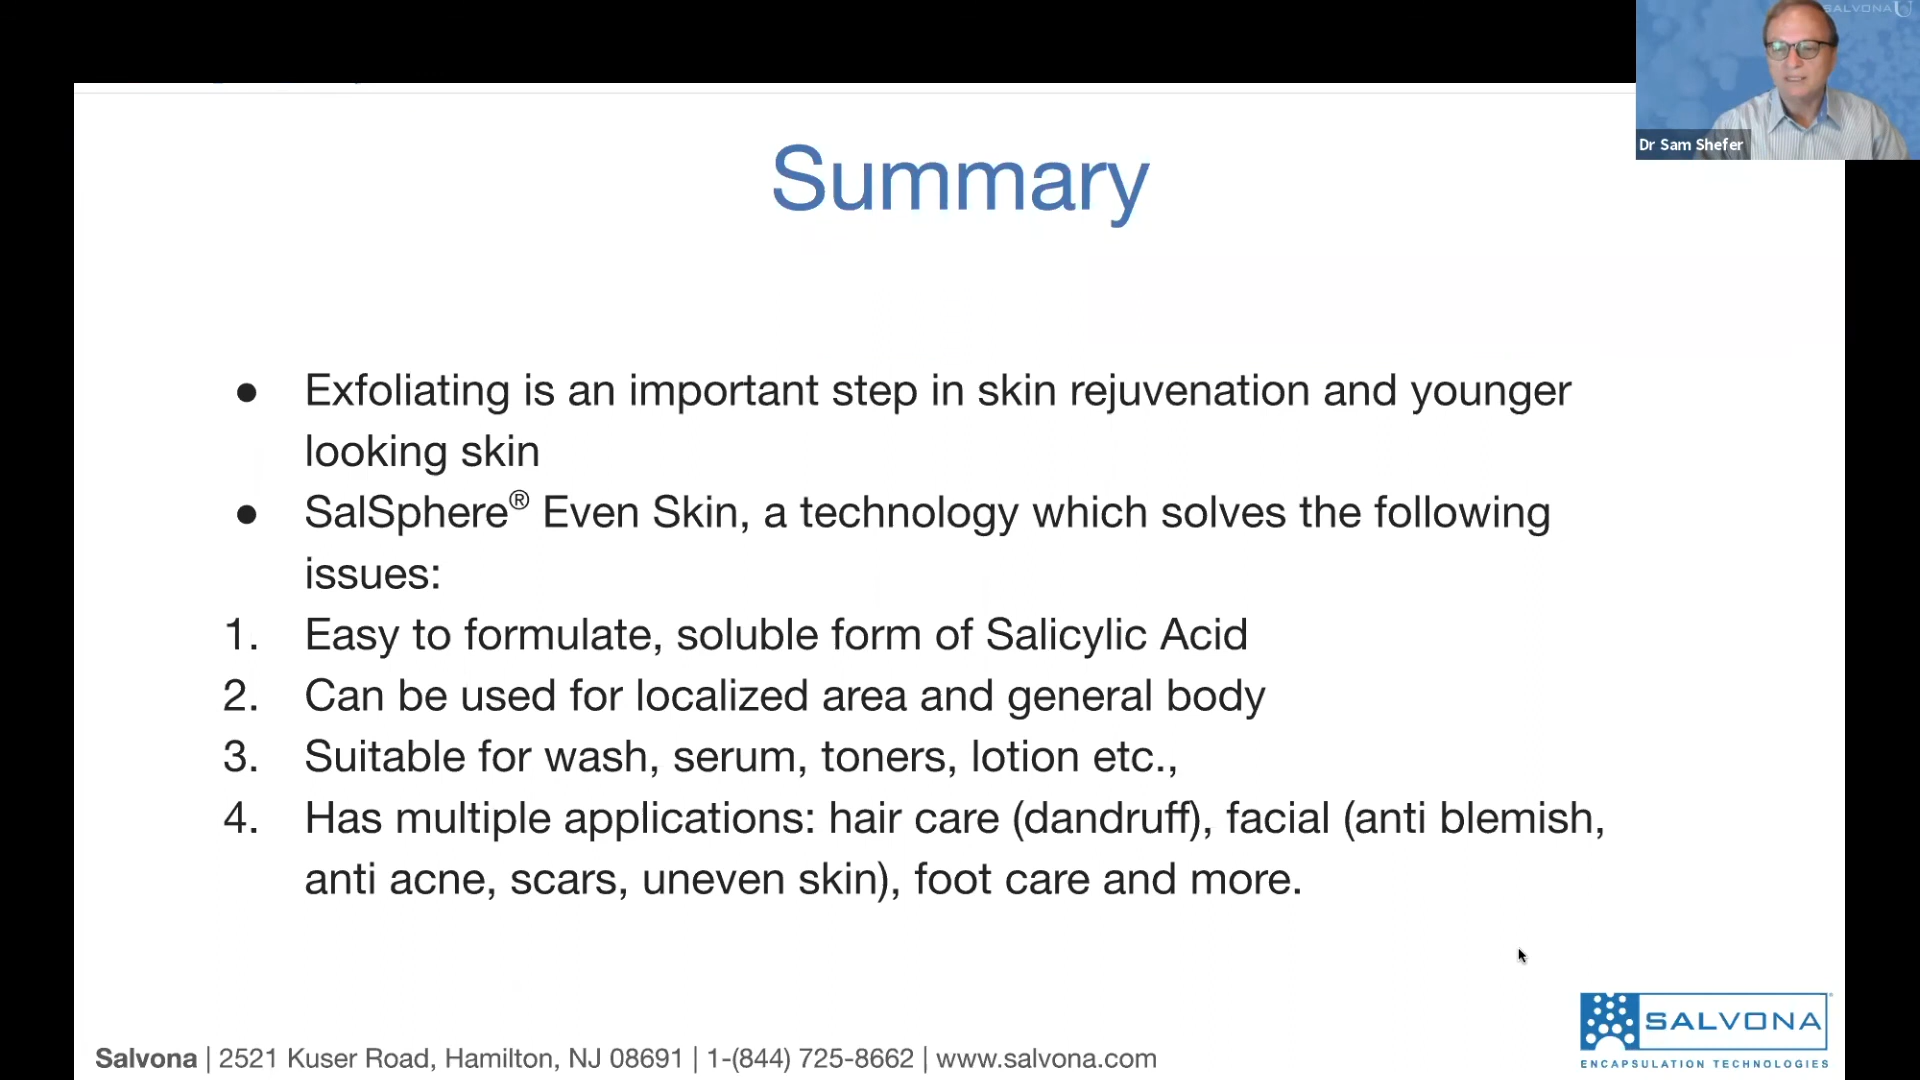 SALVONA U
Dr Sam Shefer
Summary
● Exfoliating is an important step in skin rejuvenation and younger
looking skin
● SalSphere® Even Skin, a technology which solves the following
issues:
1. Easy to formulate, soluble form of Salicylic Acid
2. Can be used for localized area and general body
3. Suitable for wash, serum, toners, lotion etc.,
4. Has multiple applications: hair care (dandruff), facial (anti blemish,
anti acne, scars, uneven skin), foot care and more.
SALVONA
ENCAPSULATION TECHNOLOGIES
Salvona | 2521 Kuser Road, Hamilton, NJ 08691 | 1-(844) 725-8662 | www.salvona.com